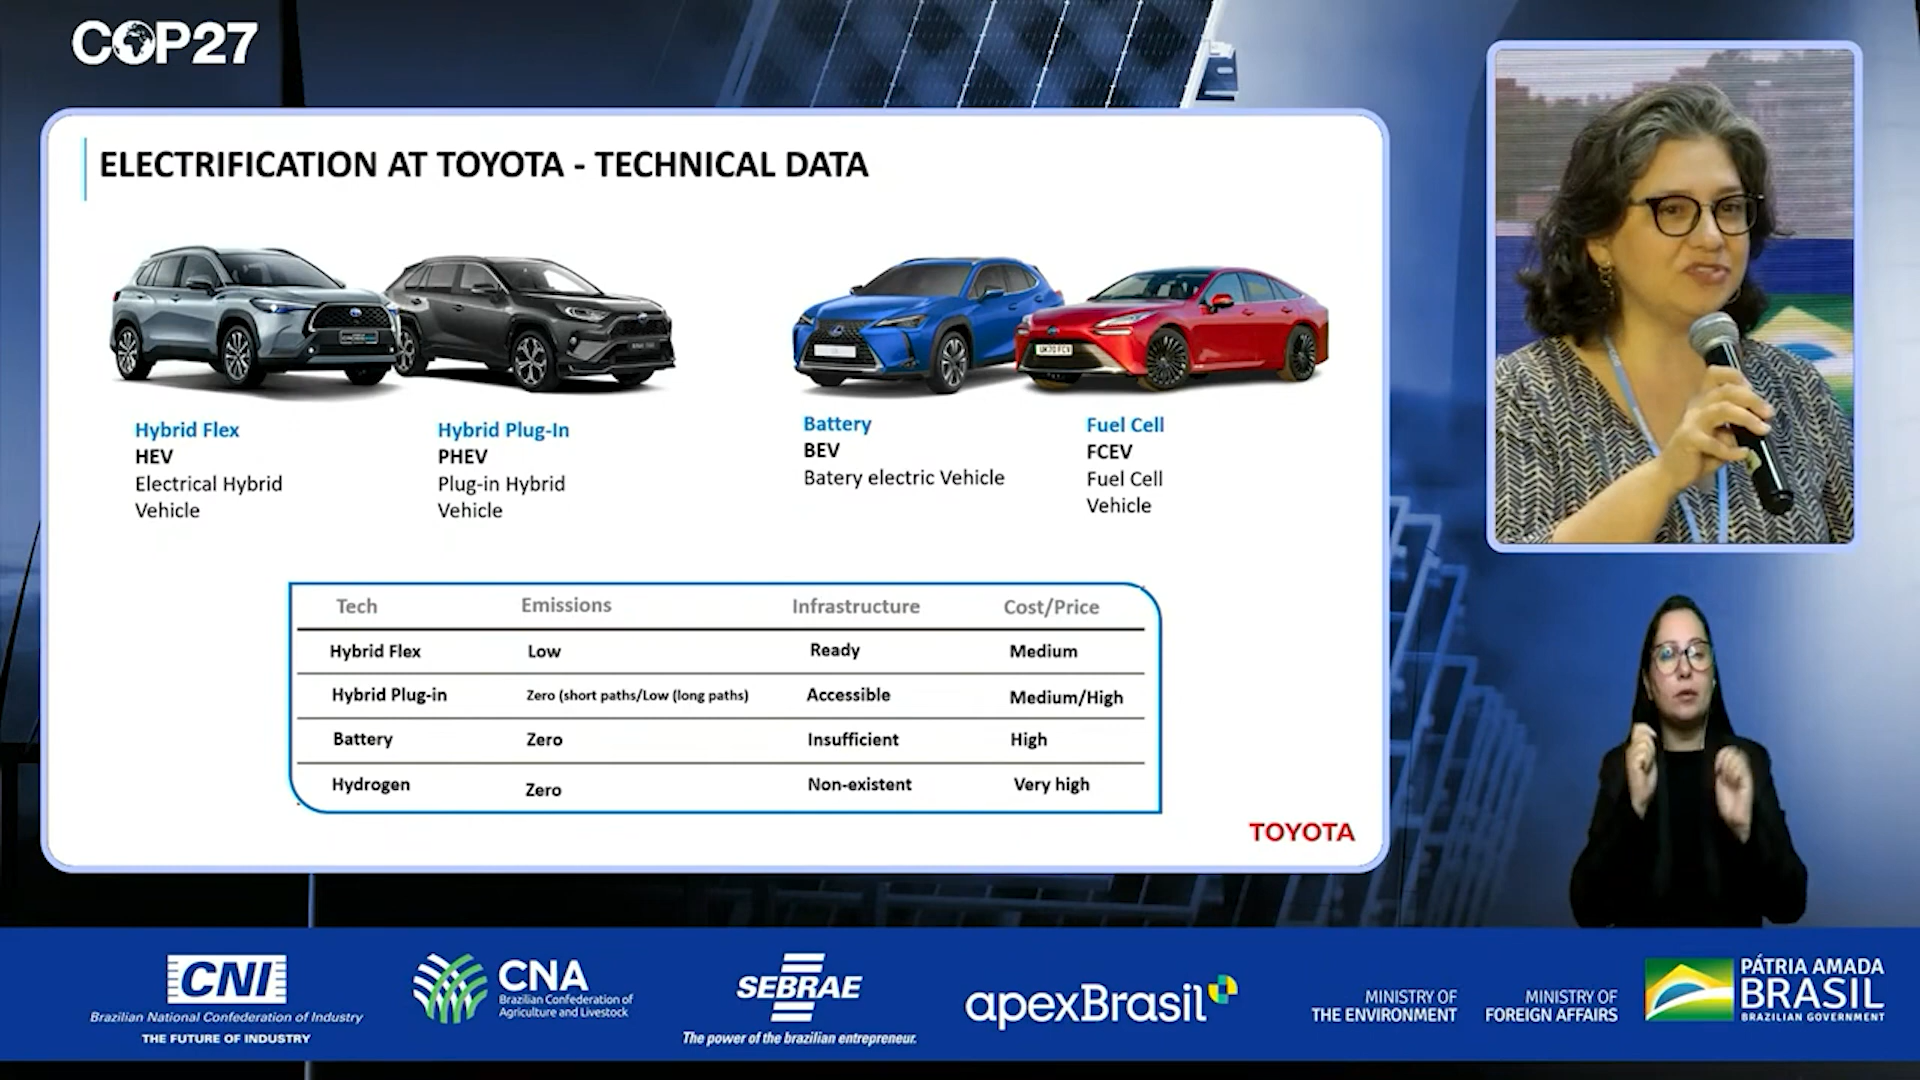 COP27
ELECTRIFICATION AT TOYOTA - TECHNICAL DATA
Hybrid Flex
HEV
Electrical Hybrid
Vehicle
Hybrid Plug-In
PHEV
Plug-in Hybrid
Vehicle
Battery
BEV
Batery electric Vehicle
Fuel Cell
FCEV
Fuel Cell
Vehicle
Tech Emissions Infrastructure Cost/Price
Hybrid Flex Low Ready Medium
Hybrid Plug-in Zero (short paths/Low (long paths) Accessible Medium/High
Battery Zero Insufficient High
Hydrogen Zero Non-existent Very high
TOYOTA
CNI
Brazilian National Confederation of Industry
THE FUTURE OF INDUSTRY
CNA
Brazilian Confederation of
Agriculture and Livestock
SEBRAE
The power of the brazilian entrepreneur.
apexBrasil
MINISTRY OF
THE ENVIRONMENT
MINISTRY OF
FOREIGN AFFAIRS
PÁTRIA AMADA
BRASIL
BRAZILIAN GOVERNMENT